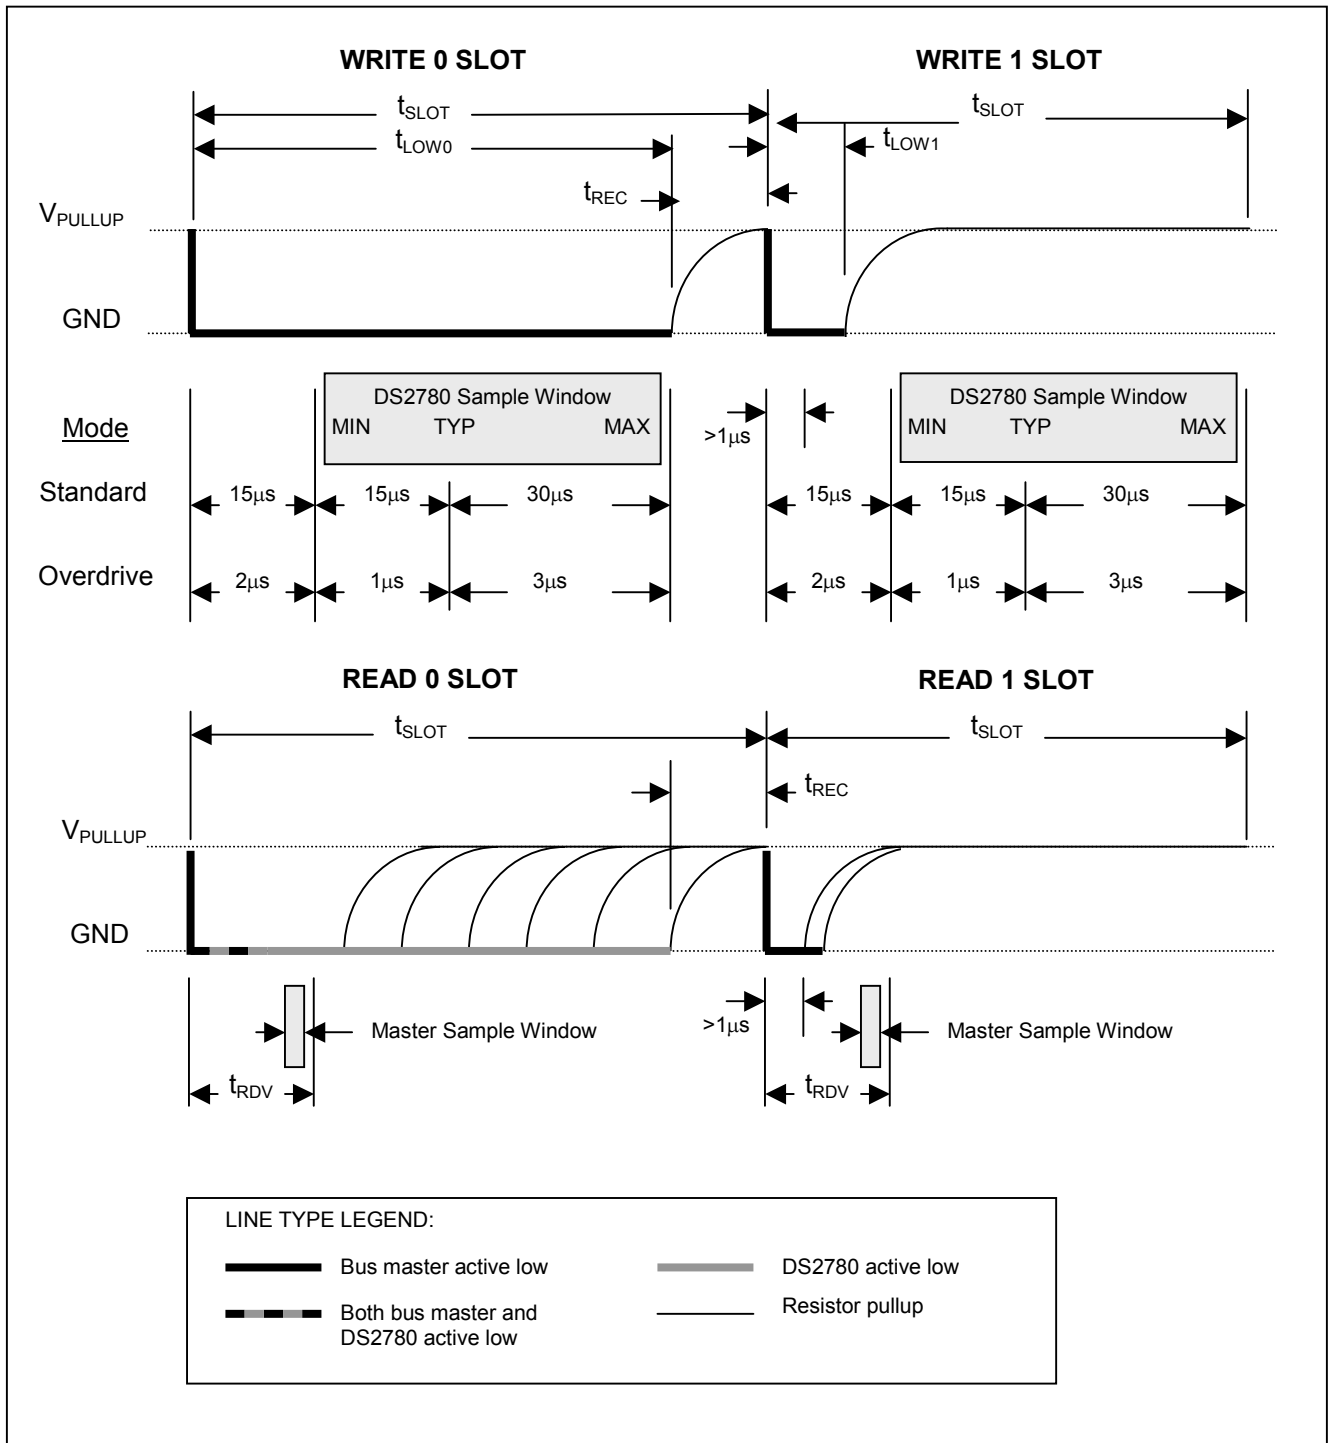 WRITE 0 SLOT WRITE 1 SLOT
tSLOT tSLOT
tLOW0 tLOW1
tREC
VPULLUP
GND
DS2780 Sample Window DS2780 Sample Window
Mode MIN TYP MAX >1μs MIN TYP MAX
Standard 15μs 15μs 30μs 15μs 15μs 30μs
Overdrive 2μs 1μs 3μs 2μs 1μs 3μs
READ 0 SLOT READ 1 SLOT
tSLOT tSLOT
tREC
VPULLUP
GND
>1μs
Master Sample Window Master Sample Window
tRDV tRDV
LINE TYPE LEGEND:
Bus master active low DS2780 active low
Both bus master and Resistor pullup
DS2780 active low